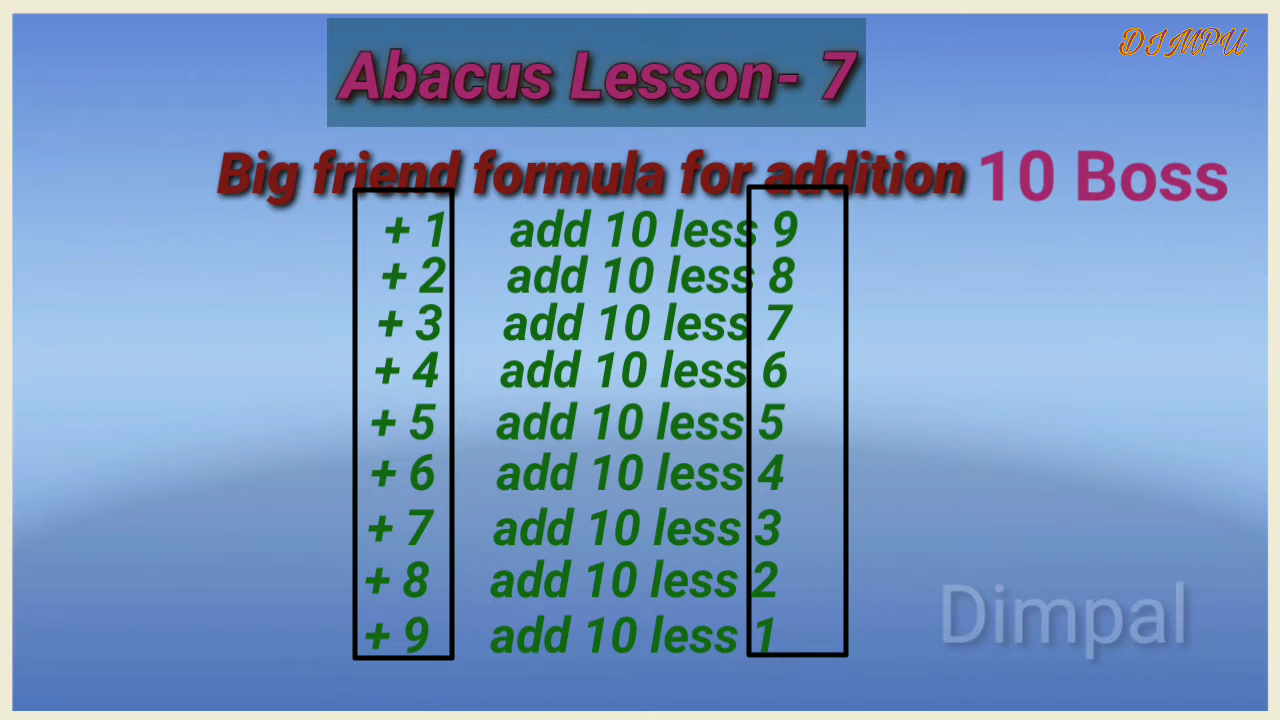 DIMPU
Abacus Lesson- 7
Big friend formula for addition 10 Boss
+ 1 add 10 less 9
+ 2 add 10 less 8
+ 3 add 10 less 7
+ 4 add 10 less 6
+ 5 add 10 less 5
+ 6 add 10 less 4
+ 7 add 10 less 3
+ 8 add 10 less 2
+ 9 add 10 less 1
Dimpal